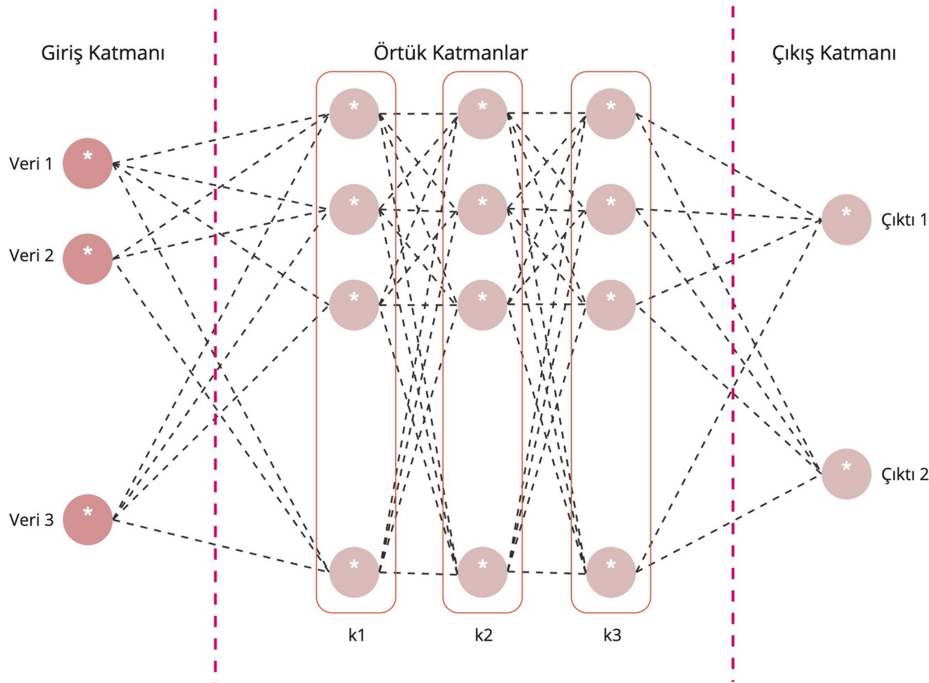 Giriş Katmanı
Örtük Katmanlar
Çıkış Katmanı
*
*
*
*
Veri 1
*
*
*
*
Çıktı 1
*
Veri 2
*
*
*
*
*
Çıktı 2
*
Veri 3
*
*
*
k1
k2
k3